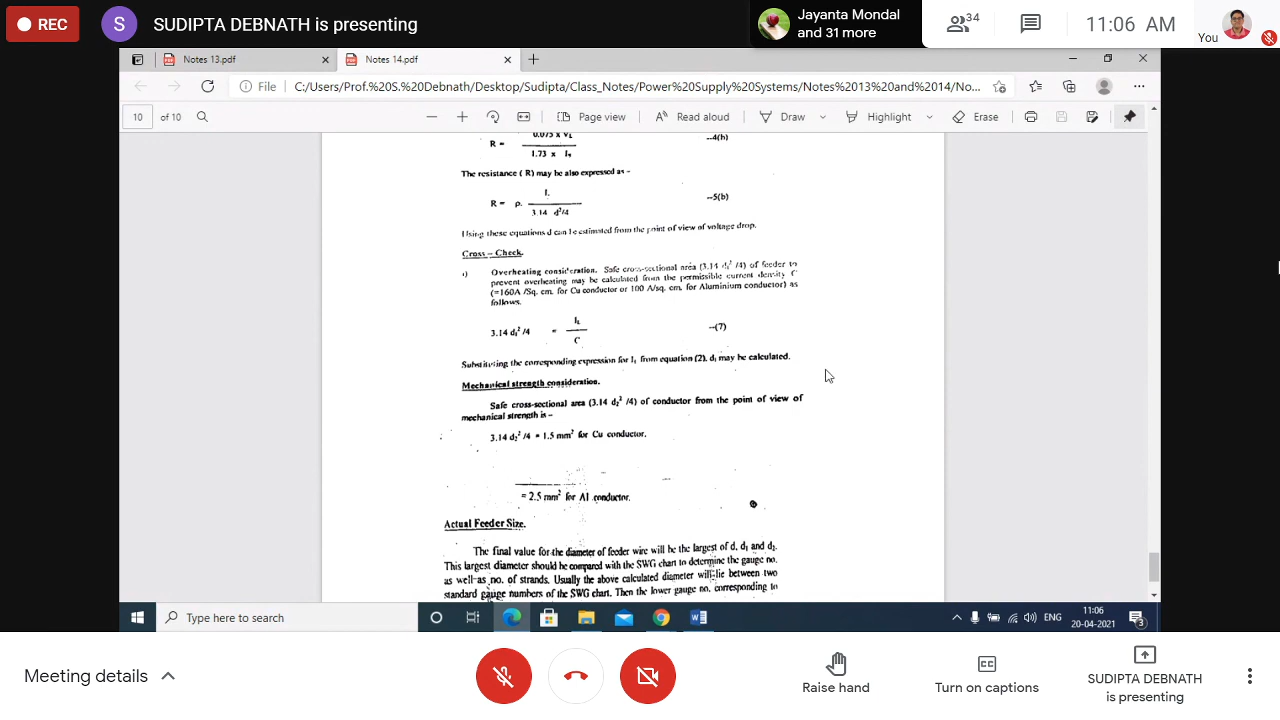 REC
S
SUDIPTA DEBNATH is presenting
Jayanta Mondal
and 31 more
34
11:06 AM
You
Notes 13.pdf
Notes 14.pdf
File
C:/Users/Prof.%20S.%20Debnath/Desktop/Sudipta/Class_Notes/Power%20Supply%20Systems/Notes%2013%20and%2014/No...
10 of 10
Page view
Read aloud
Draw
Highlight
Erase
R = 0.075 x VL --4(b)
1.73 x
The resistance ( R) may be also expressed as -
R = ρ. --5(b)
3.14 d²/4
Using these equations d can be estimated from the point of view of voltage drop.
Cross – Check.
i) Overheating consideration. Safe cross-sectional area (3.14 d₁² /4) of feeder to
prevent overheating may be calculated from the permissible current density C
(=160A /Sq. cm. for Cu conductor or 100 A/sq. cm. for Aluminium conductor) as
follows.
3.14 d₁² /4 = IL --(7)
C
Substituting the corresponding expression for IL from equation (2), d₁ may be calculated.
Mechanical strength consideration.
Safe cross-sectional area (3.14 d₂² /4) of conductor from the point of view of
mechanical strength is –
3.14 d₂² /4 = 1.5 mm² for Cu conductor.
= 2.5 mm² for Al conductor.
Actual Feeder Size.
The final value for the diameter of feeder wire will be the largest of d, d₁ and d₂.
This largest diameter should be compared with the SWG chart to determine the gauge no.
as well as no. of strands. Usually the above calculated diameter will lie between two
standard gauge numbers of the SWG chart. Then the lower gauge no. corresponding to
Type here to search
ENG
11:06
20-04-2021
3
Meeting details
Raise hand
Turn on captions
SUDIPTA DEBNATH
is presenting